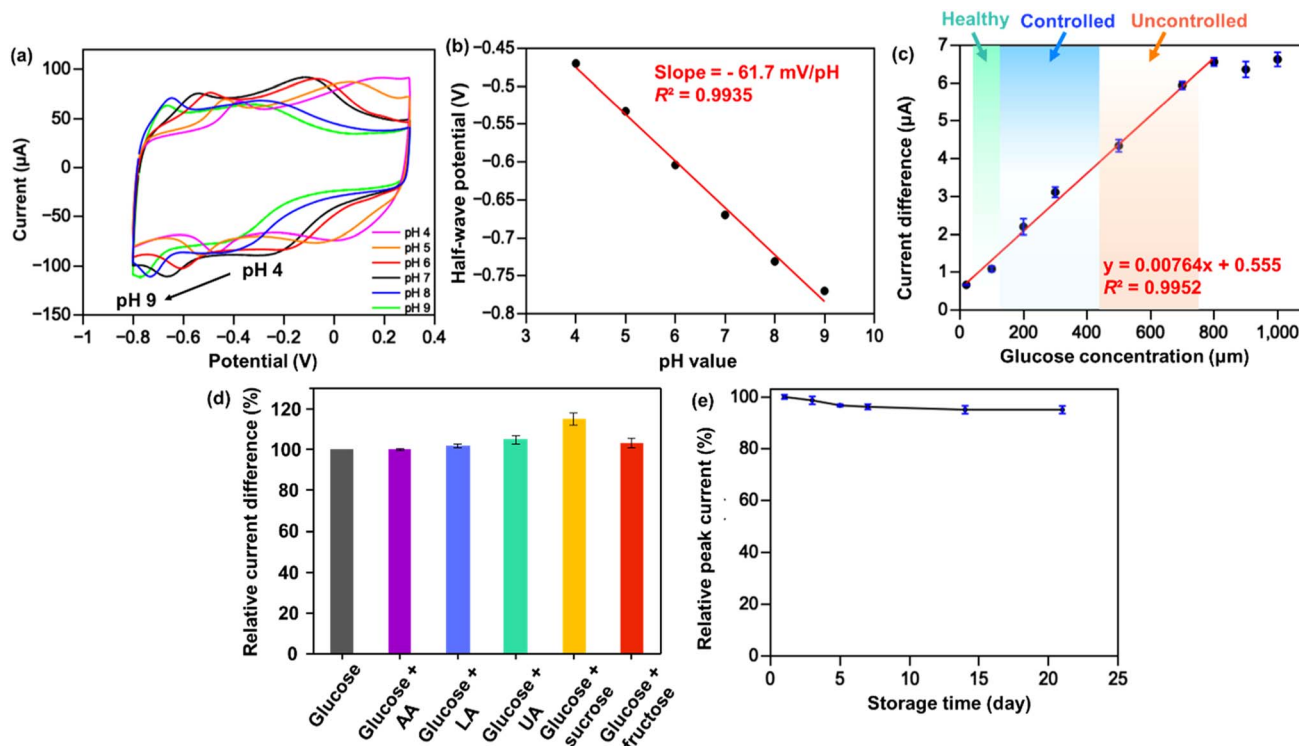 (a)
Current (µA)
150
100
50
0
−50
−100
−150
−1
−0.8
−0.6
−0.4
−0.2
0
0.2
0.4
Potential (V)
pH 4
pH 9
pH 4
pH 5
pH 6
pH 7
pH 8
pH 9
(b)
Half-wave potential (V)
−0.45
−0.5
−0.55
−0.6
−0.65
−0.7
−0.75
−0.8
3
4
5
6
7
8
9
10
pH value
Slope = - 61.7 mV/pH
R² = 0.9935
Healthy
Controlled
Uncontrolled
(c)
Current difference (µA)
7
6
5
4
3
2
1
0
0
200
400
600
800
1,000
Glucose concentration (µm)
y = 0.00764x + 0.555
R² = 0.9952
(d)
Relative current difference (%)
120
100
80
60
40
20
0
Glucose
Glucose +
AA
Glucose +
LA
Glucose +
UA
Glucose +
sucrose
Glucose +
fructose
(e)
Relative peak current (%)
100
80
60
40
20
0
0
5
10
15
20
25
Storage time (day)